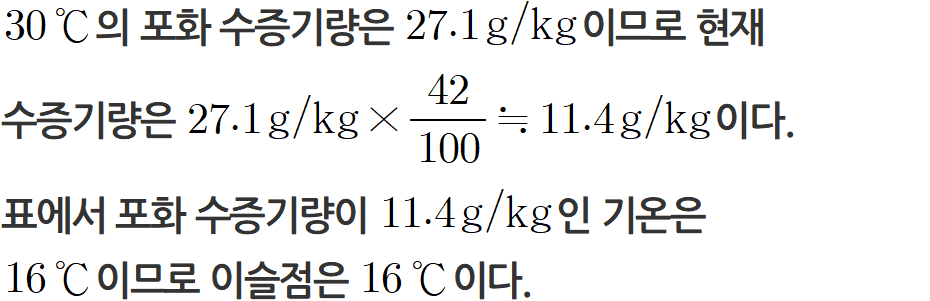 30 ℃의 포화 수증기량은 27.1 g/kg이므로 현재
수증기량은 27.1 g/kg × 42/100 ≒ 11.4 g/kg이다.
표에서 포화 수증기량이 11.4 g/kg인 기온은
16 ℃이므로 이슬점은 16 ℃이다.